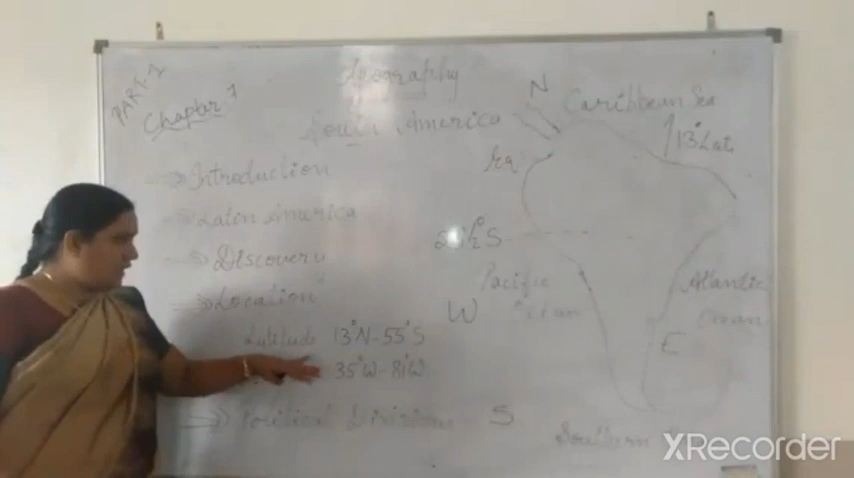 PART-1
Chapter 7
Geography
South America
Introduction
Latin America
Discovery
Location
Latitude 13°N-55°S
35°W-81°W
Political Divisions
N
Caribbean Sea
13° Lat
23½°S
Pacific
Ocean
W
Atlantic
Ocean
E
S
Southern
XRecorder